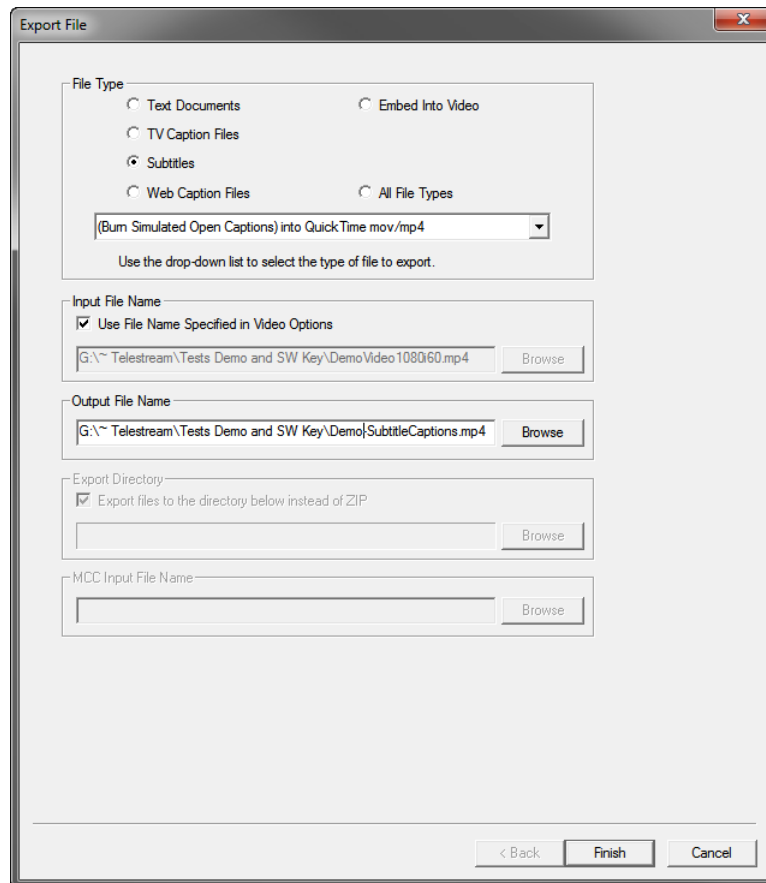 Export File
X
File Type
Text Documents Embed Into Video
TV Caption Files
Subtitles
Web Caption Files All File Types
(Burn Simulated Open Captions) into QuickTime mov/mp4
Use the drop-down list to select the type of file to export.
Input File Name
Use File Name Specified in Video Options
G:\~ Telestream\Tests Demo and SW Key\DemoVideo1080i60.mp4 Browse
Output File Name
G:\~ Telestream\Tests Demo and SW Key\Demo-SubtitleCaptions.mp4 Browse
Export Directory
Export files to the directory below instead of ZIP
Browse
MCC Input File Name
Browse
< Back Finish Cancel